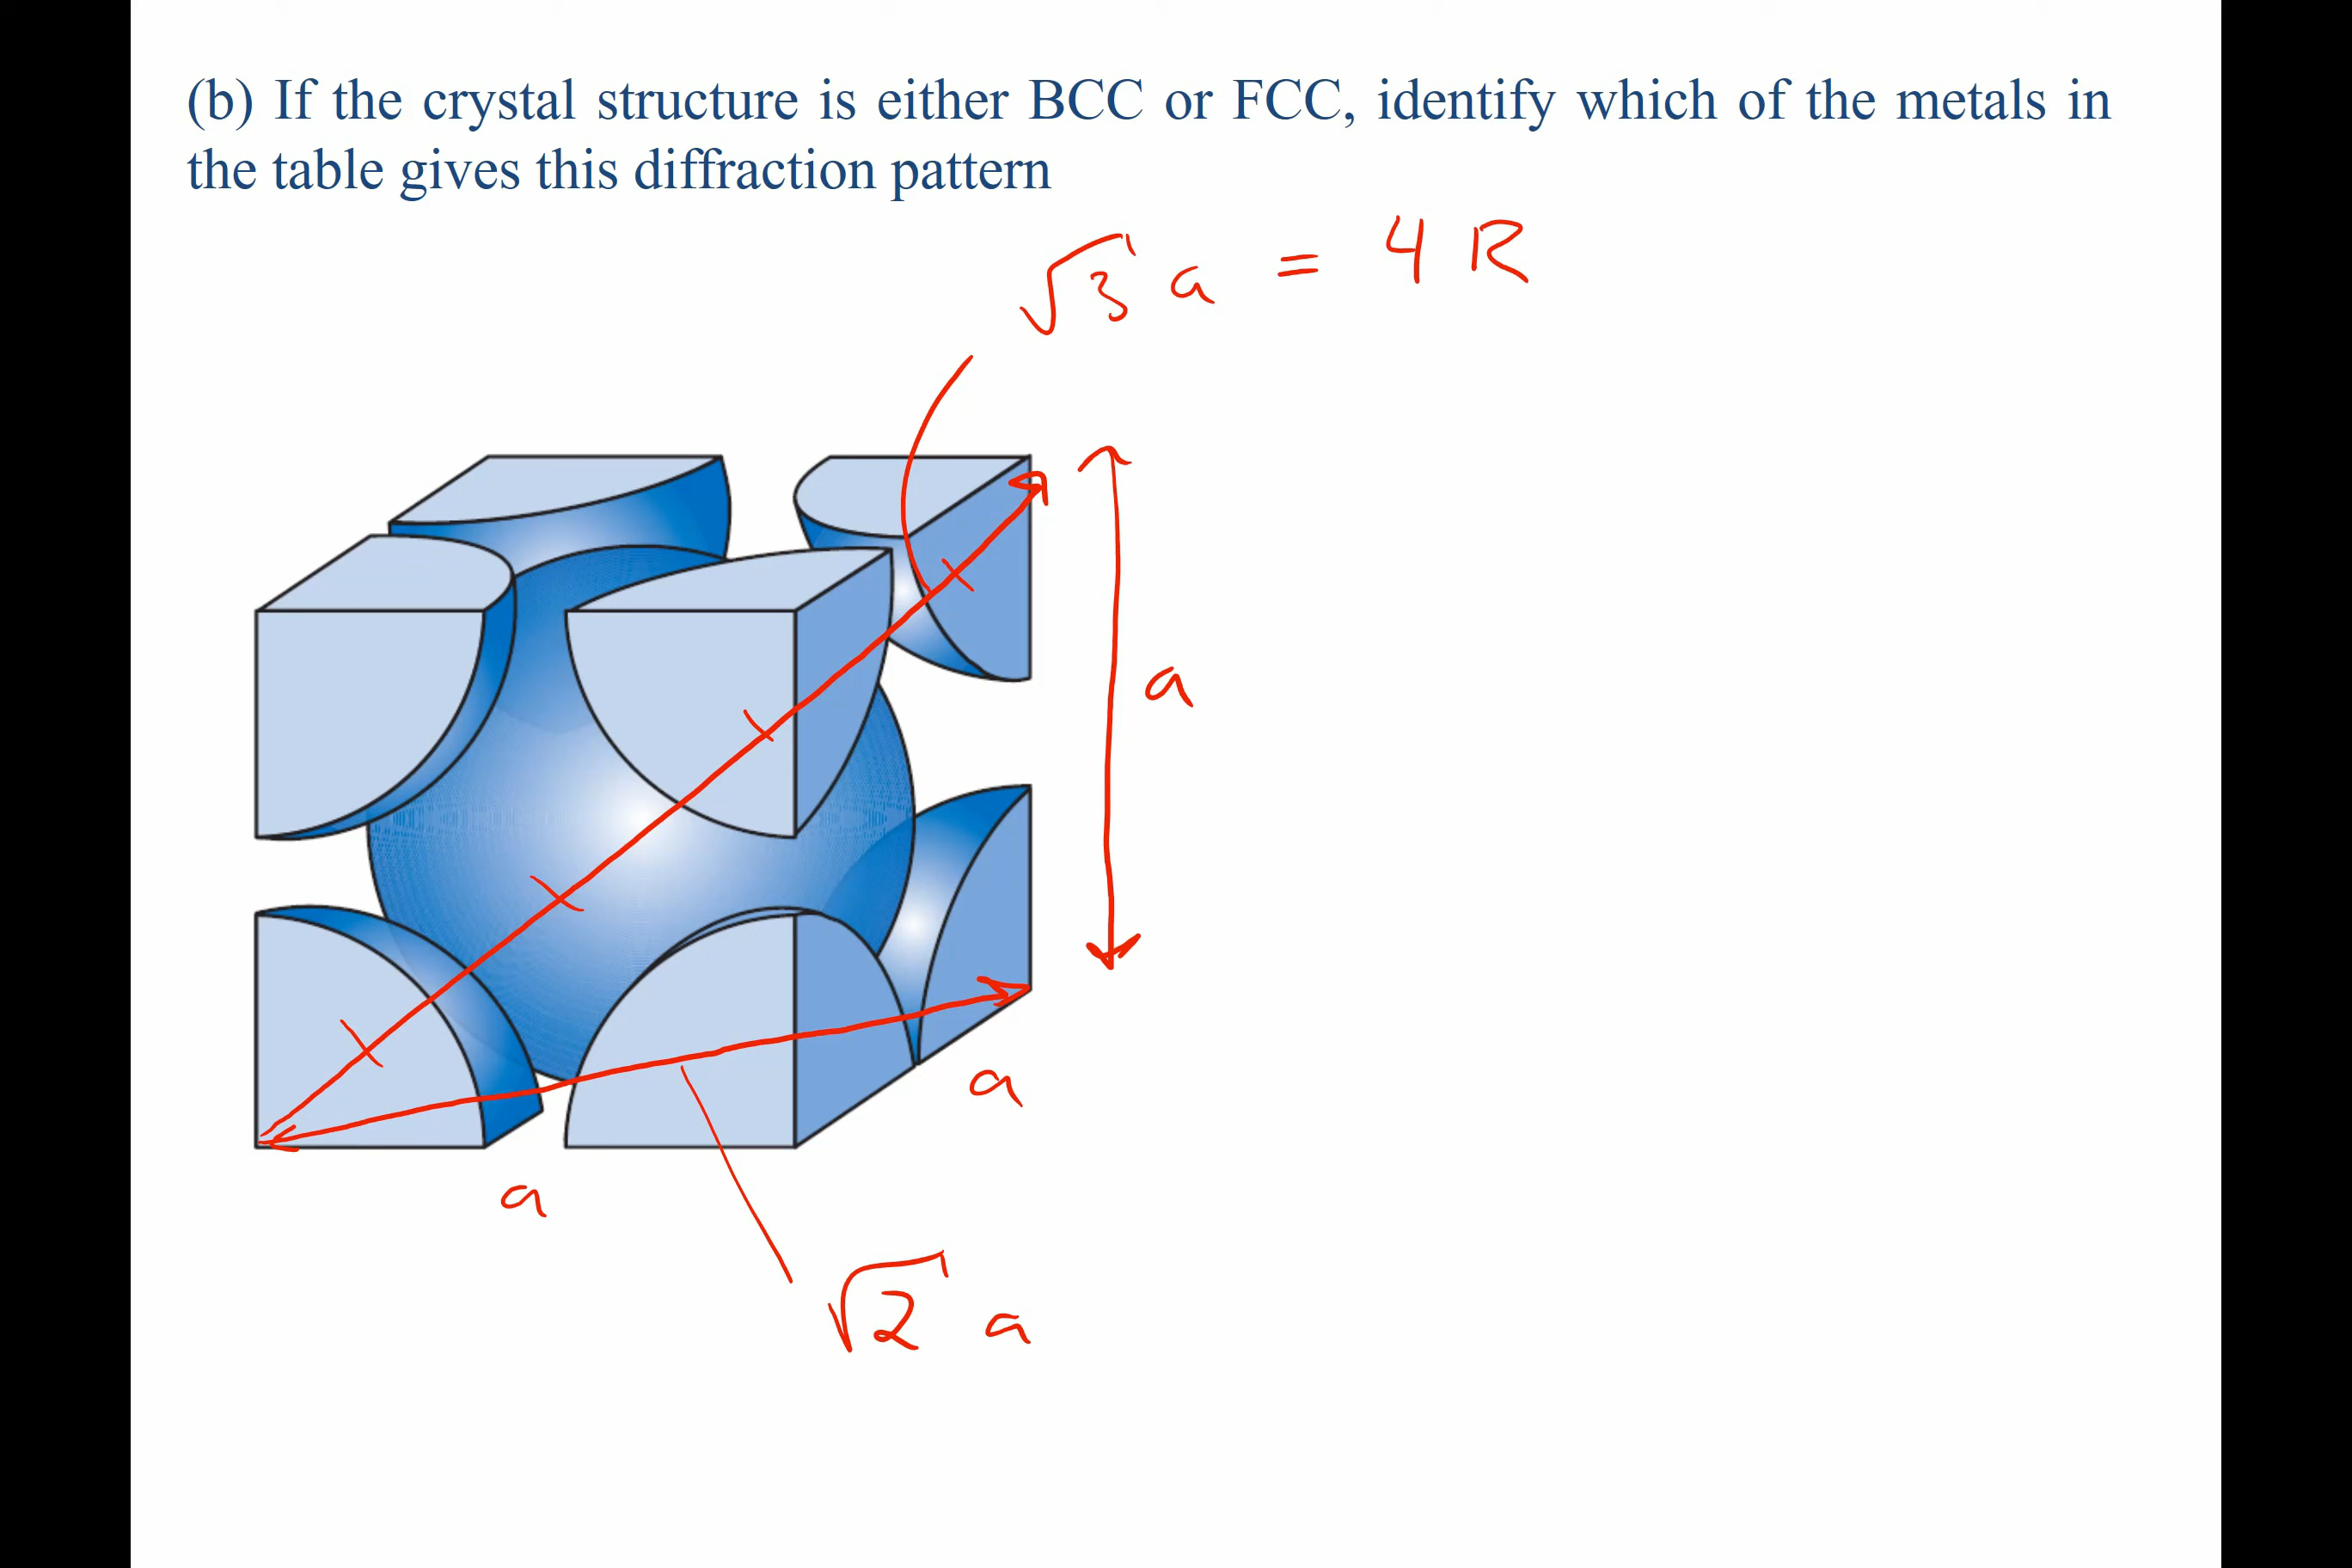 (b) If the crystal structure is either BCC or FCC, identify which of the metals in
the table gives this diffraction pattern
√3 a = 4 R
a
a
a
√2 a